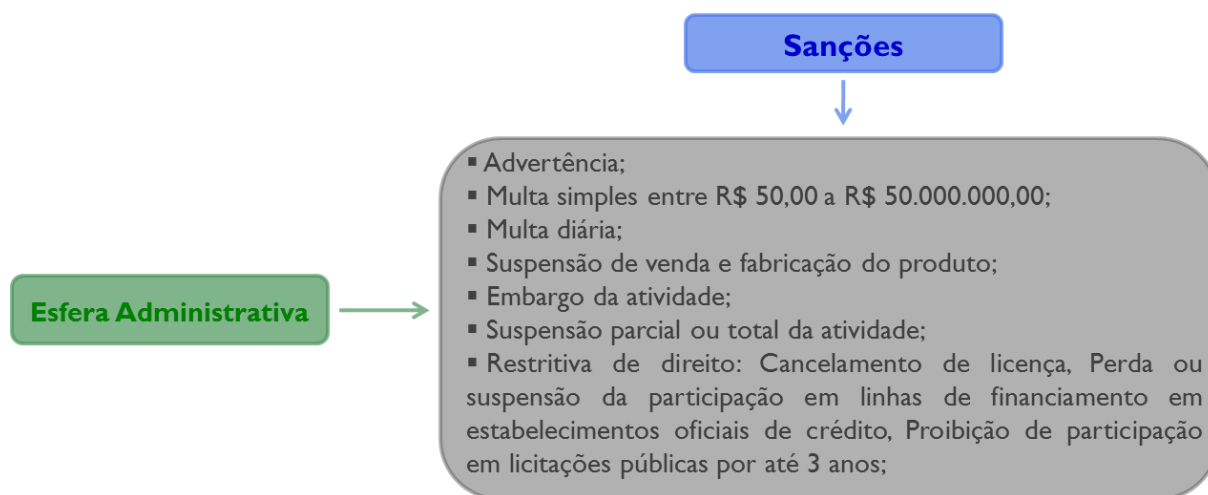 Sanções
▪ Advertência;
▪ Multa simples entre R$ 50,00 a R$ 50.000.000,00;
▪ Multa diária;
▪ Suspensão de venda e fabricação do produto;
▪ Embargo da atividade;
Esfera Administrativa
▪ Suspensão parcial ou total da atividade;
▪ Restritiva de direito: Cancelamento de licença, Perda ou
suspensão da participação em linhas de financiamento em
estabelecimentos oficiais de crédito, Proibição de participação
em licitações públicas por até 3 anos;